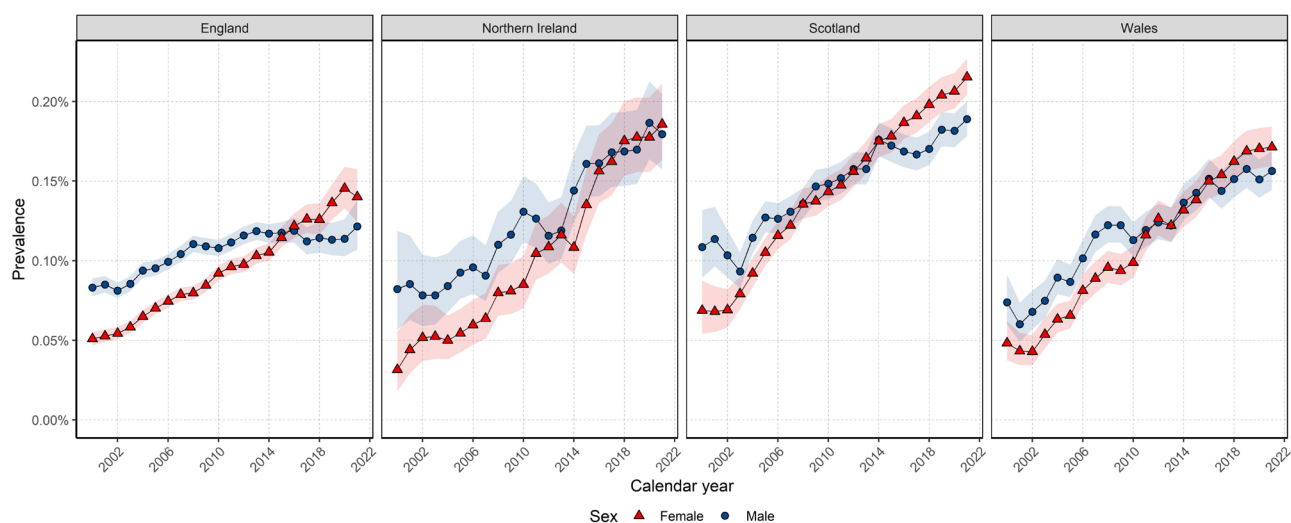 England Northern Ireland Scotland Wales
Prevalence
0.20%
0.15%
0.10%
0.05%
0.00%
2002 2006 2010 2014 2018 2022 2002 2006 2010 2014 2018 2022 2002 2006 2010 2014 2018 2022 2002 2006 2010 2014 2018 2022
Calendar year
Sex Female Male